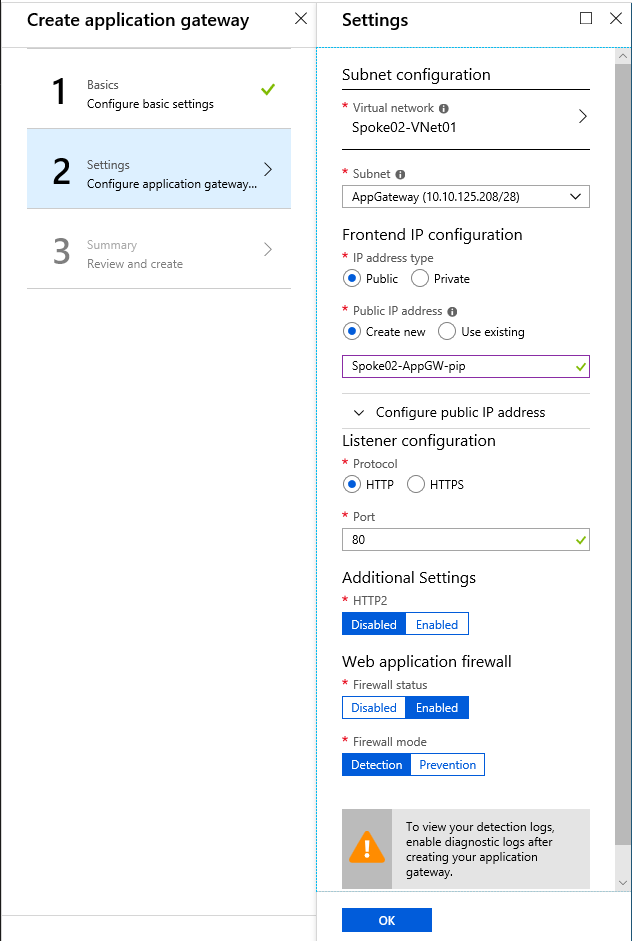 Create application gateway
1
Basics
Configure basic settings
2
Settings
Configure application gateway...
3
Summary
Review and create
Settings
Subnet configuration
* Virtual network
Spoke02-VNet01
* Subnet
AppGateway (10.10.125.208/28)
Frontend IP configuration
* IP address type
Public Private
* Public IP address
Create new Use existing
Spoke02-AppGW-pip
Configure public IP address
Listener configuration
* Protocol
HTTP HTTPS
* Port
80
Additional Settings
* HTTP2
Disabled Enabled
Web application firewall
* Firewall status
Disabled Enabled
* Firewall mode
Detection Prevention
To view your detection logs,
enable diagnostic logs after
creating your application
gateway.
OK